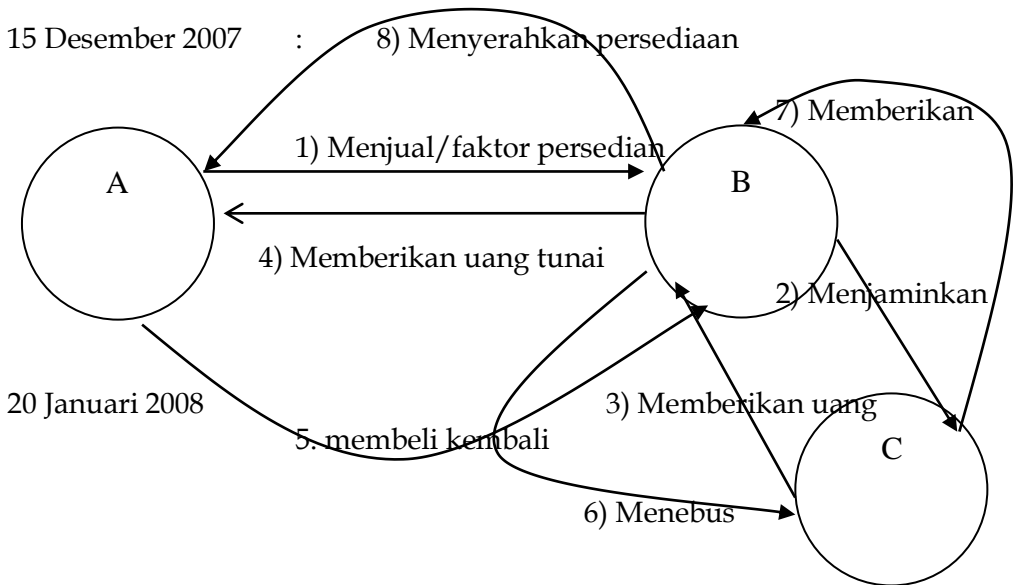 15 Desember 2007 : 8) Menyerahkan persediaan
7) Memberikan
1) Menjual/faktor persedian
A
B
4) Memberikan uang tunai
2) Menjaminkan
20 Januari 2008
3) Memberikan uang
5. membeli kembali
C
6) Menebus